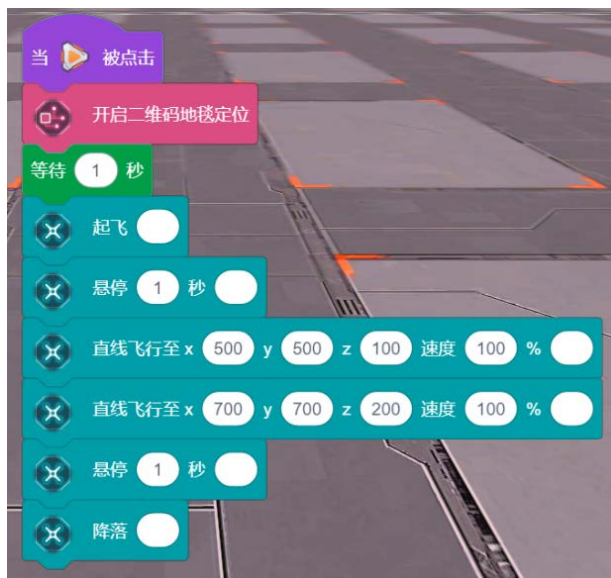 当 被点击
开启二维码地毯定位
等待 1 秒
起飞
悬停 1 秒
直线飞行至 x 500 y 500 z 100 速度 100 %
直线飞行至 x 700 y 700 z 200 速度 100 %
悬停 1 秒
降落